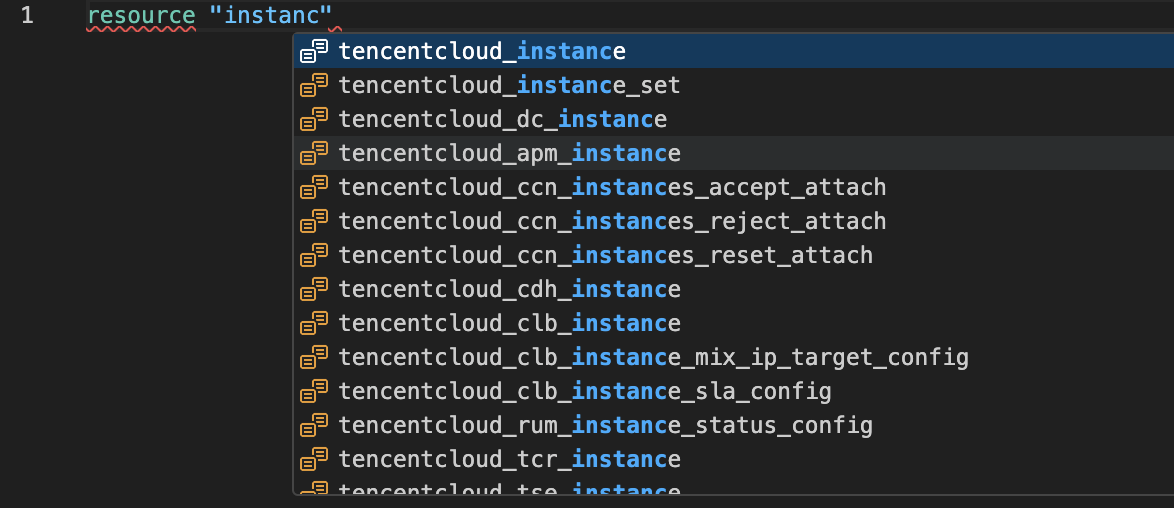 1 resource "instanc"
tencentcloud_instance
tencentcloud_instance_set
tencentcloud_dc_instance
tencentcloud_apm_instance
tencentcloud_ccn_instances_accept_attach
tencentcloud_ccn_instances_reject_attach
tencentcloud_ccn_instances_reset_attach
tencentcloud_cdh_instance
tencentcloud_clb_instance
tencentcloud_clb_instance_mix_ip_target_config
tencentcloud_clb_instance_sla_config
tencentcloud_rum_instance_status_config
tencentcloud_tcr_instance
tencentcloud_tse_instance